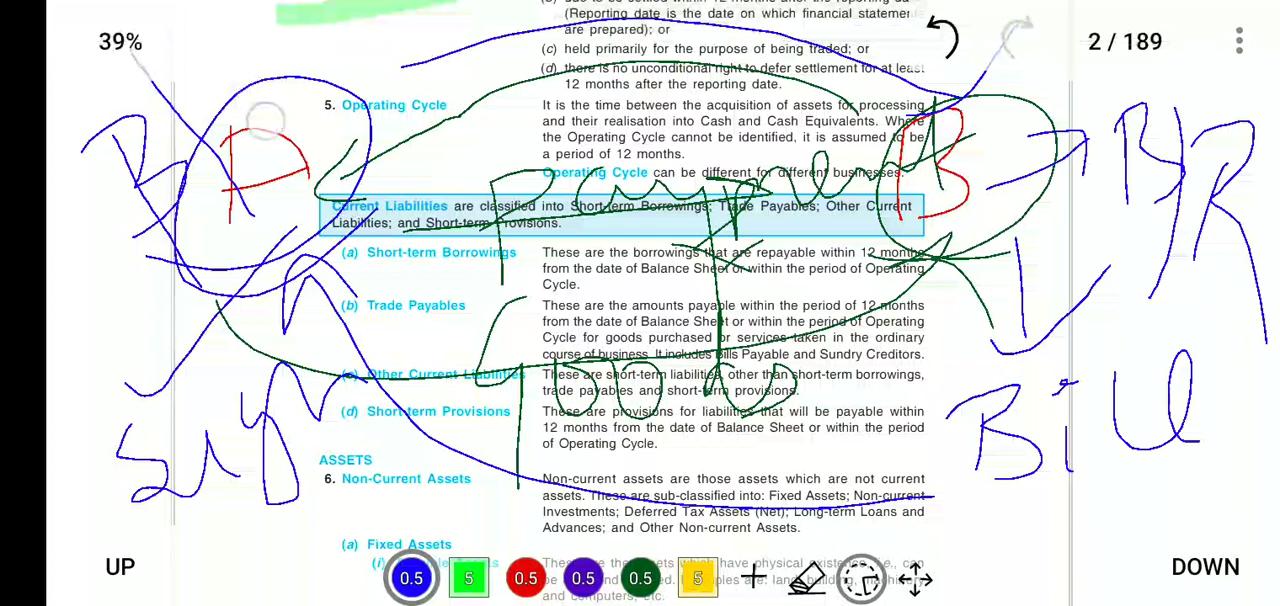 39%
2 / 189
(Reporting date is the date on which financial statemen
are prepared); or
(c) held primarily for the purpose of being traded; or
(d) there is no unconditional right to defer settlement for at least
12 months after the reporting date.
5. Operating Cycle
It is the time between the acquisition of assets for processing
and their realisation into Cash and Cash Equivalents. Where
the Operating Cycle cannot be identified, it is assumed to be
a period of 12 months.
Operating Cycle can be different for different businesses.
Current Liabilities are classified into Short-term Borrowings; Trade Payables; Other Current
Liabilities; and Short-term Provisions.
(a) Short-term Borrowings
These are the borrowings that are repayable within 12 months
from the date of Balance Sheet or within the period of Operating
Cycle.
(b) Trade Payables
These are the amounts payable within the period of 12 months
from the date of Balance Sheet or within the period of Operating
Cycle for goods purchased or services taken in the ordinary
course of business. It includes Bills Payable and Sundry Creditors.
(c) Other Current Liabilities
These are short-term liabilities, other than short-term borrowings,
trade payables and short-term provisions.
(d) Short-term Provisions
These are provisions for liabilities that will be payable within
12 months from the date of Balance Sheet or within the period
of Operating Cycle.
ASSETS
6. Non-Current Assets
Non-current assets are those assets which are not current
assets. These are sub-classified into: Fixed Assets; Non-current
Investments; Deferred Tax Assets (Net); Long-term Loans and
Advances; and Other Non-current Assets.
(a) Fixed Assets
B
B/R
Payment
Sign
Bill
UP
0.5
5
0.5
0.5
0.5
5
DOWN